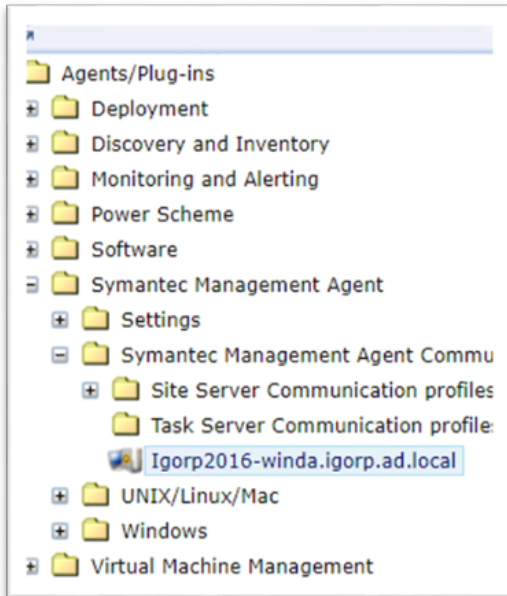 Agents/Plug-ins
Deployment
Discovery and Inventory
Monitoring and Alerting
Power Scheme
Software
Symantec Management Agent
Settings
Symantec Management Agent Commu
Site Server Communication profiles
Task Server Communication profile
Igorp2016-winda.igorp.ad.local
UNIX/Linux/Mac
Windows
Virtual Machine Management